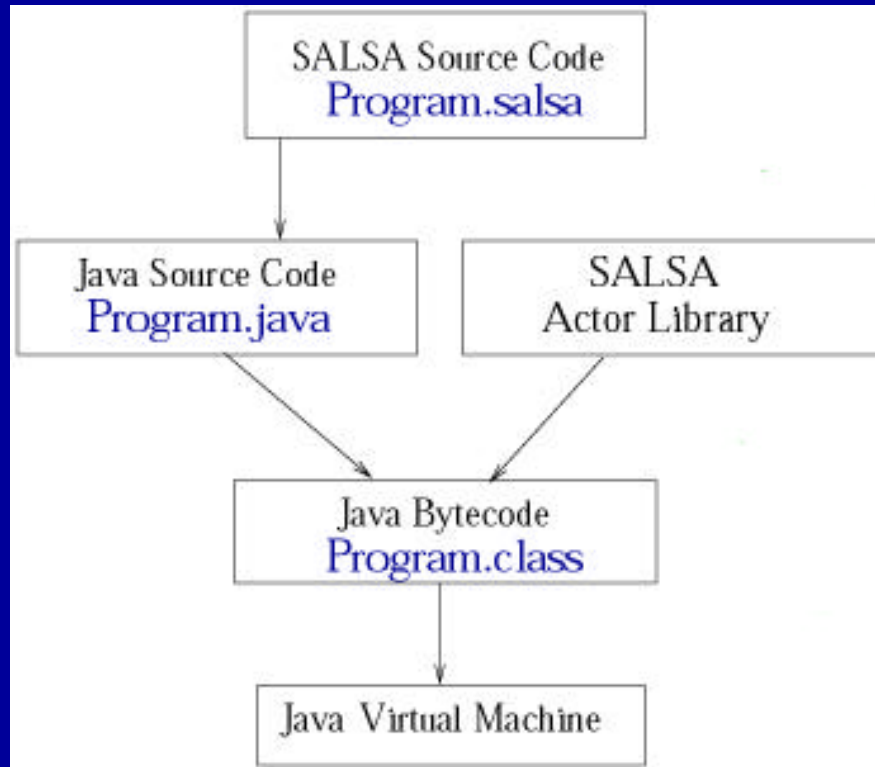 SALSA Source Code
Program.salsa
Java Source Code
Program.java
SALSA
Actor Library
Java Bytecode
Program.class
Java Virtual Machine